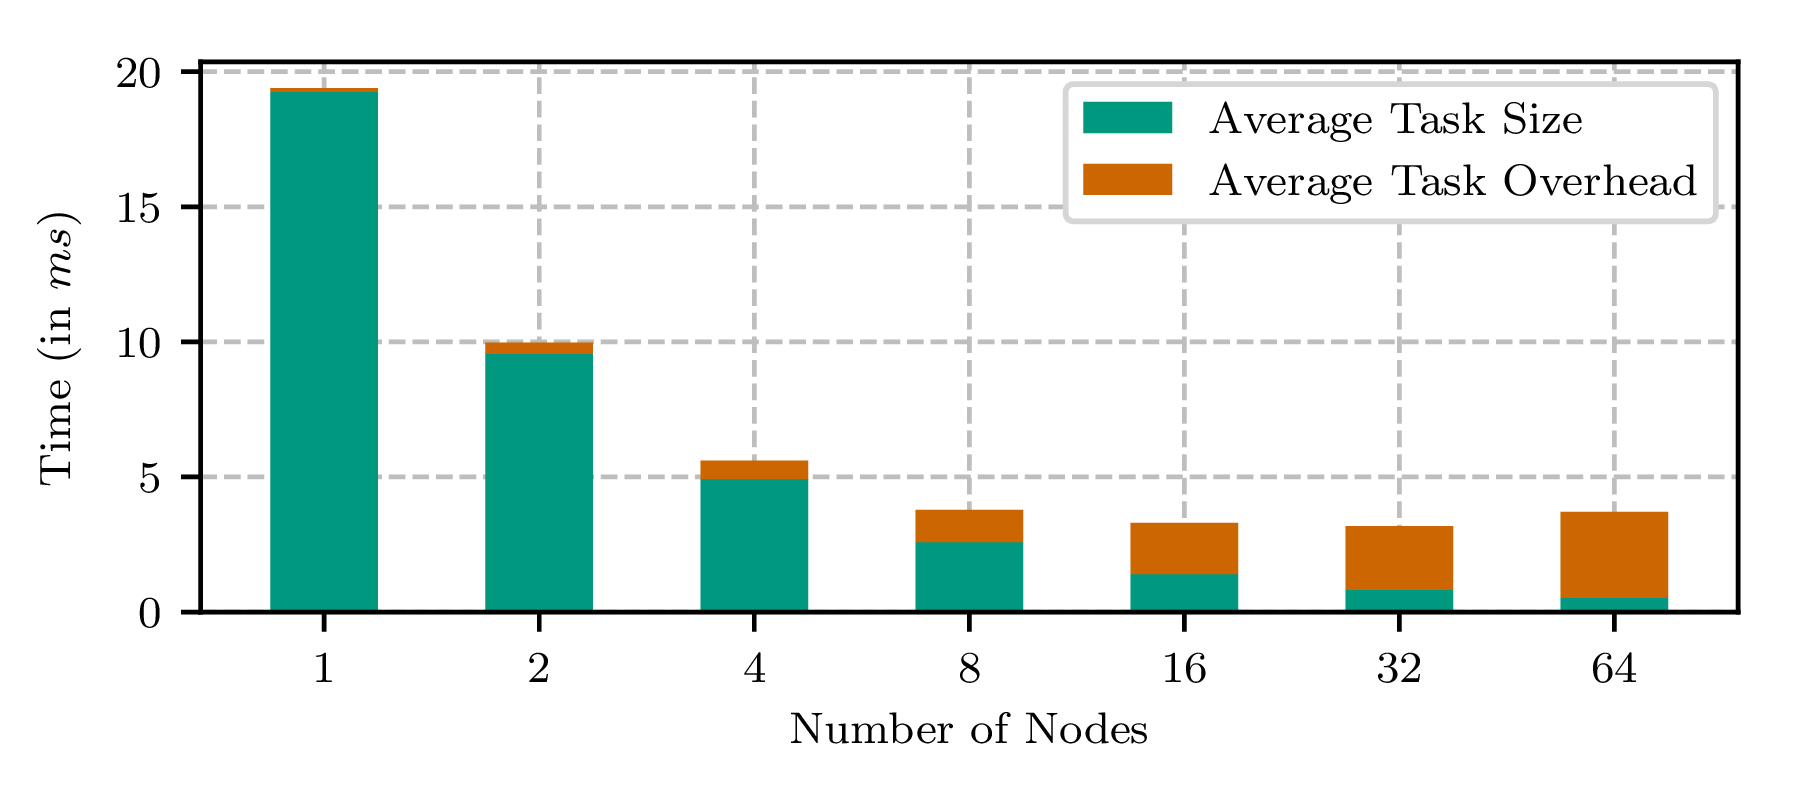 20
15
10
5
0
Time (in ms)
Average Task Size
Average Task Overhead
1 2 4 8 16 32 64
Number of Nodes